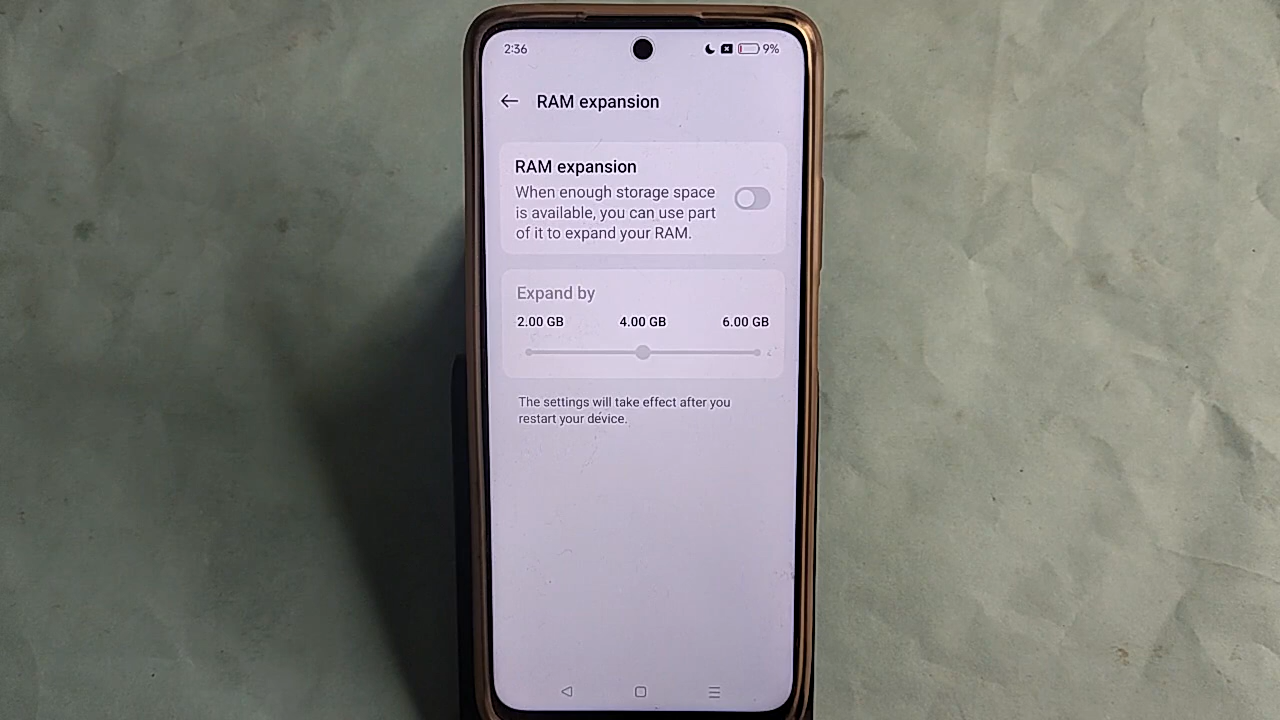 2:36 9%
RAM expansion
RAM expansion
When enough storage space
is available, you can use part
of it to expand your RAM.
Expand by
2.00 GB 4.00 GB 6.00 GB
The settings will take effect after you
restart your device.